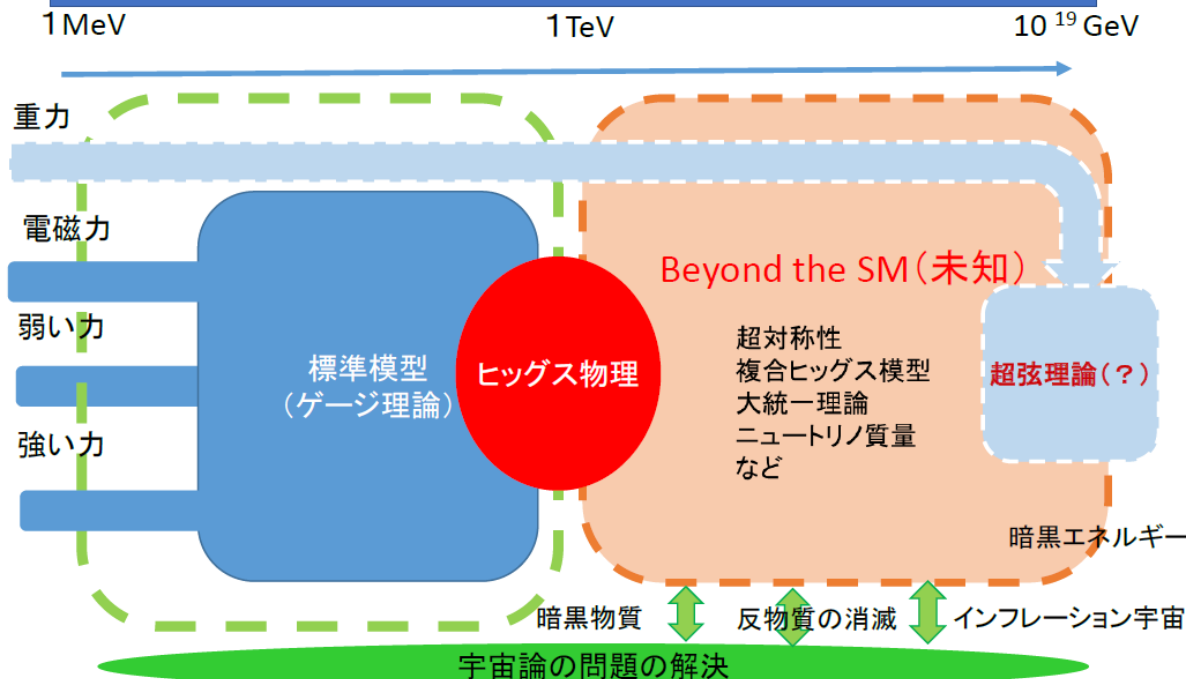 1MeV
1TeV
10 19 GeV
重力
電磁力
弱い力
強い力
標準模型
(ゲージ理論)
ヒッグス物理
Beyond the SM(未知)
超対称性
複合ヒッグス模型
大統一理論
ニュートリノ質量
など
超弦理論(?)
暗黒エネルギー
暗黒物質
反物質の消滅
インフレーション宇宙
宇宙論の問題の解決